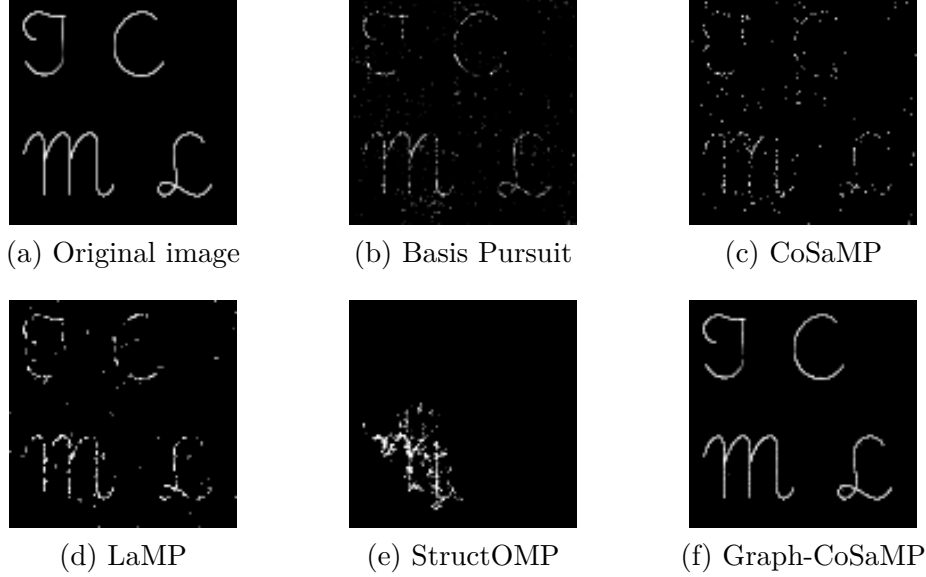 I C
M L
(a) Original image
I C
M L
(b) Basis Pursuit
I C
M L
(c) CoSaMP
I C
M L
(d) LaMP
(e) StructOMP
I C
M L
(f) Graph-CoSaMP